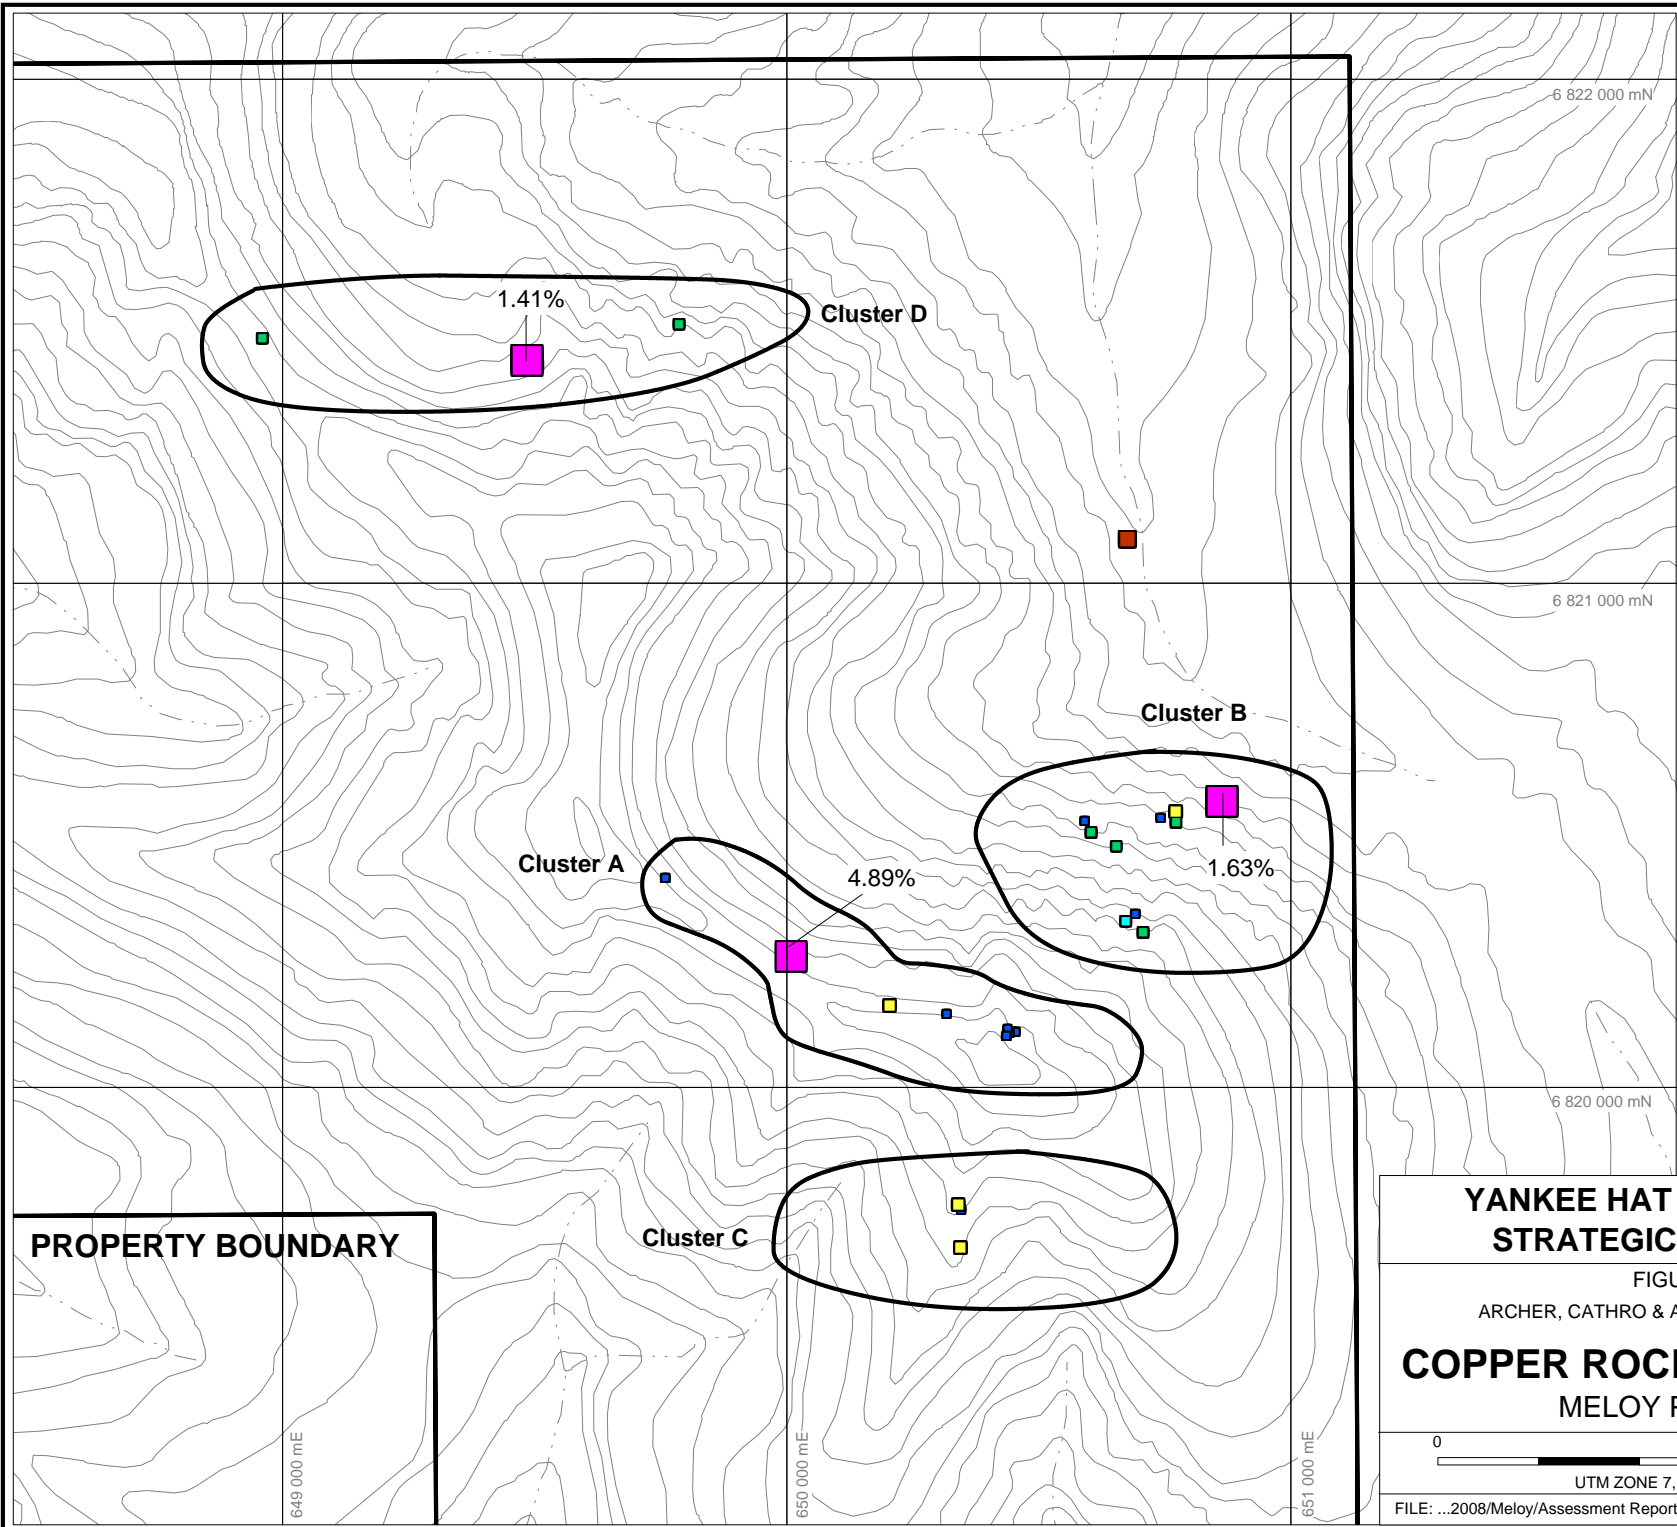 6 822 000 mN
1.41%
Cluster D
6 821 000 mN
Cluster B
Cluster A
4.89%
1.63%
6 820 000 mN
Cluster C
PROPERTY BOUNDARY
649 000 mE
650 000 mE
651 000 mE
YANKEE HAT
STRATEGIC
FIGU
ARCHER, CATHRO & A
COPPER ROC
MELOY
0
UTM ZONE 7,
FILE: ...2008/Meloy/Assessment Report